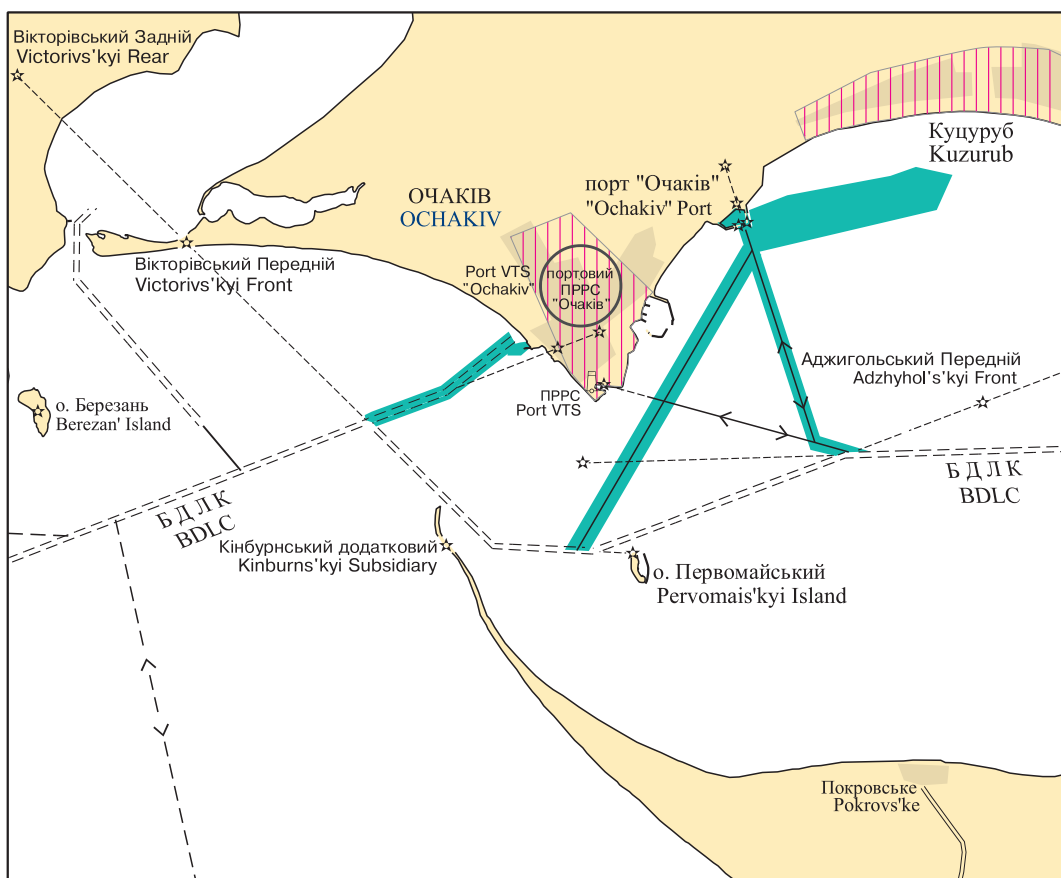 Вікторівський Задній
Victorivs'kyi Rear
Куцуруб
Kuzurub
порт "Очаків"
"Ochakiv" Port
ОЧАКІВ
OCHAKIV
Вікторівський Передній
Victorivs'kyi Front
Port VTS
"Ochakiv"
портовий
ПРРС
"Очаків"
Аджигольський Передній
Adzhyhol's'kyi Front
ПРРС
Port VTS
о. Березань
Berezan' Island
Б Д Л К
BDLC
Б Д Л К
BDLC
Кінбурнський додатковий
Kinburns'kyi Subsidiary
о. Первомайський
Pervomais'kyi Island
Покровське
Pokrovs'ke